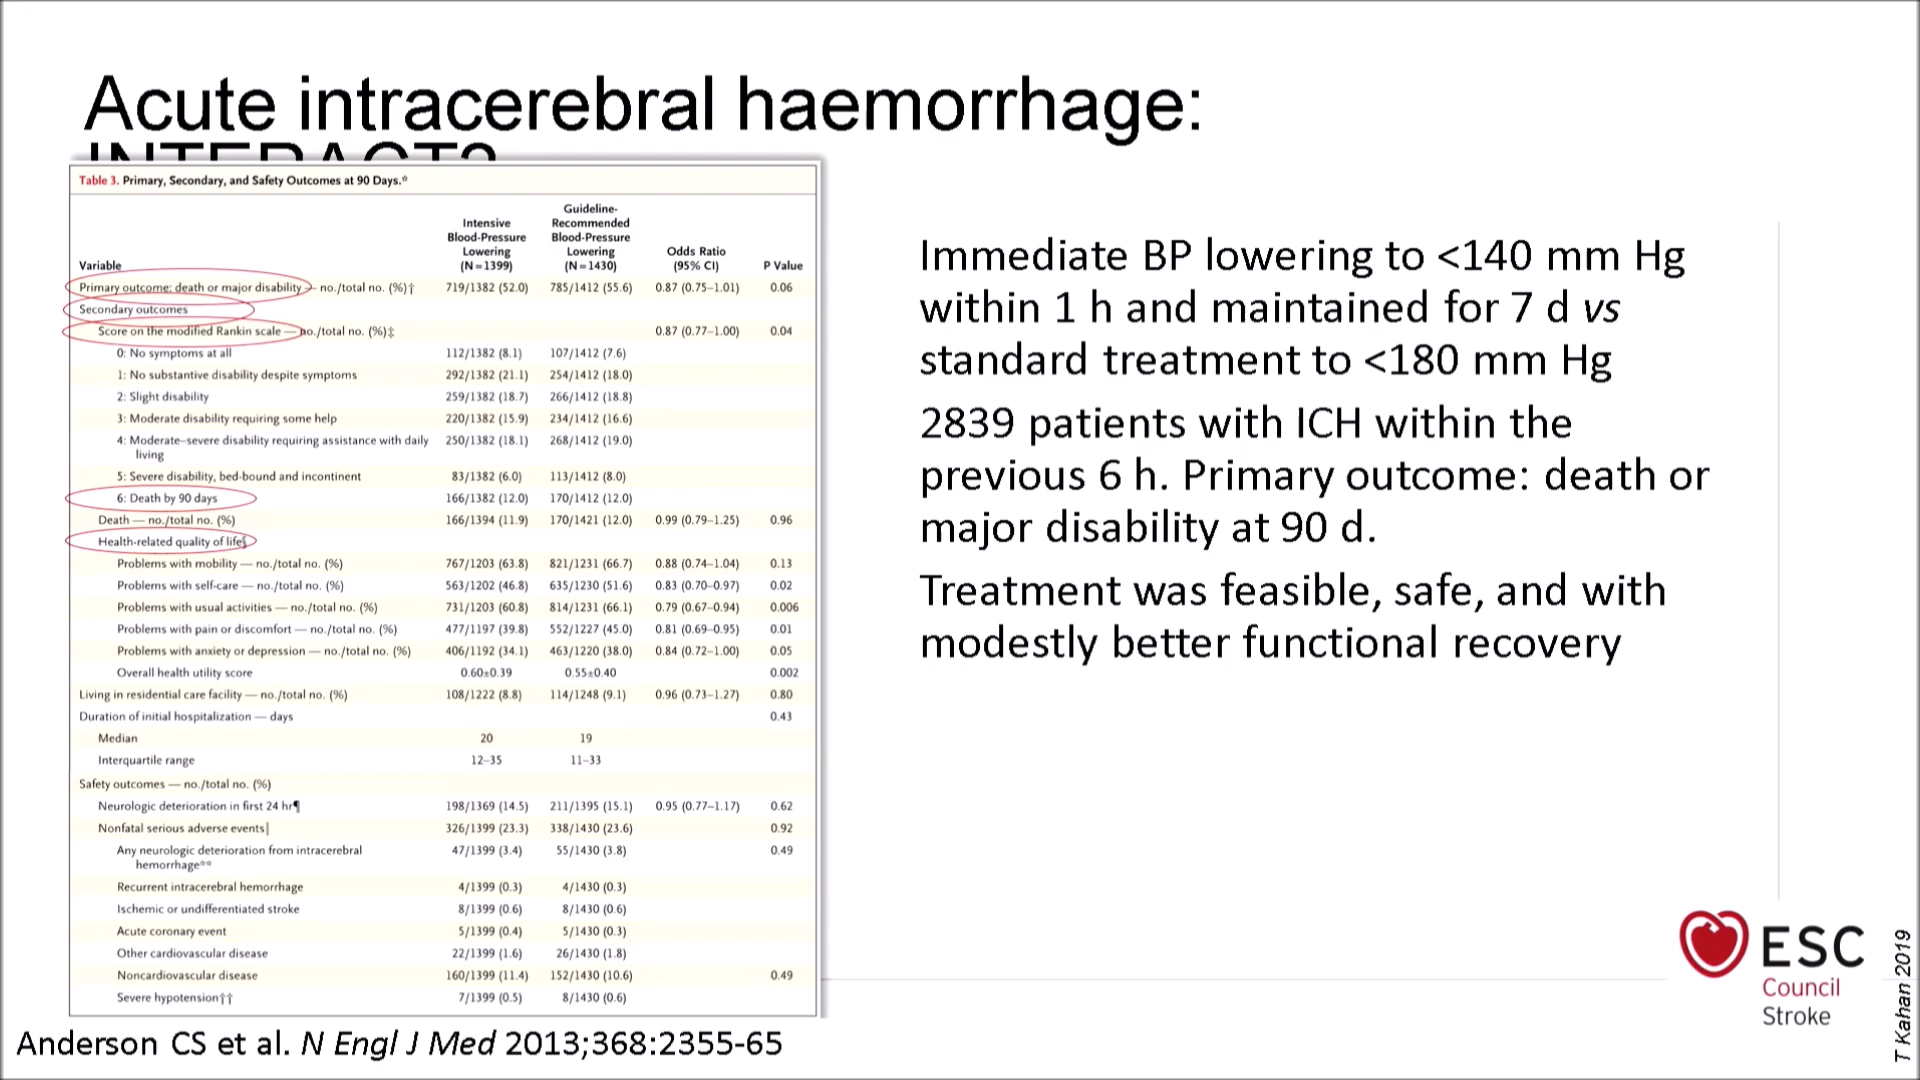 Acute intracerebral haemorrhage:
INTERACT2
Table 3. Primary, Secondary, and Safety Outcomes at 90 Days.*
Variable Intensive Blood-Pressure Lowering (N=1399) Guideline-Recommended Blood-Pressure Lowering (N=1430) Odds Ratio (95% CI) P Value
Primary outcome: death or major disability — no./total no. (%)† 719/1382 (52.0) 785/1412 (55.6) 0.87 (0.75–1.01) 0.06
Secondary outcomes
Score on the modified Rankin scale — no./total no. (%)‡ 0.87 (0.77–1.00) 0.04
0: No symptoms at all 112/1382 (8.1) 107/1412 (7.6)
1: No substantive disability despite symptoms 292/1382 (21.1) 254/1412 (18.0)
2: Slight disability 259/1382 (18.7) 266/1412 (18.8)
3: Moderate disability requiring some help 220/1382 (15.9) 234/1412 (16.6)
4: Moderate–severe disability requiring assistance with daily 250/1382 (18.1) 268/1412 (19.0)
living
5: Severe disability, bed-bound and incontinent 83/1382 (6.0) 113/1412 (8.0)
6: Death by 90 days 166/1382 (12.0) 170/1412 (12.0)
Death — no./total no. (%) 166/1394 (11.9) 170/1421 (12.0) 0.99 (0.79–1.25) 0.96
Health-related quality of life§
Problems with mobility — no./total no. (%) 767/1203 (63.8) 821/1231 (66.7) 0.88 (0.74–1.04) 0.13
Problems with self-care — no./total no. (%) 563/1202 (46.8) 635/1230 (51.6) 0.83 (0.70–0.97) 0.02
Problems with usual activities — no./total no. (%) 731/1203 (60.8) 814/1231 (66.1) 0.79 (0.67–0.94) 0.006
Problems with pain or discomfort — no./total no. (%) 477/1197 (39.8) 552/1227 (45.0) 0.81 (0.69–0.95) 0.01
Problems with anxiety or depression — no./total no. (%) 406/1192 (34.1) 463/1220 (38.0) 0.84 (0.72–1.00) 0.05
Overall health utility score 0.60±0.39 0.55±0.40 0.002
Living in residential care facility — no./total no. (%) 108/1222 (8.8) 114/1248 (9.1) 0.96 (0.73–1.27) 0.80
Duration of initial hospitalization — days 0.43
Median 20 19
Interquartile range 12–35 11–33
Safety outcomes — no./total no. (%)
Neurologic deterioration in first 24 hr¶ 198/1369 (14.5) 211/1395 (15.1) 0.95 (0.77–1.17) 0.62
Nonfatal serious adverse events| 326/1399 (23.3) 338/1430 (23.6) 0.92
Any neurologic deterioration from intracerebral 47/1399 (3.4) 55/1430 (3.8) 0.49
hemorrhage**
Recurrent intracerebral hemorrhage 4/1399 (0.3) 4/1430 (0.3)
Ischemic or undifferentiated stroke 8/1399 (0.6) 8/1430 (0.6)
Acute coronary event 5/1399 (0.4) 5/1430 (0.3)
Other cardiovascular disease 22/1399 (1.6) 26/1430 (1.8)
Noncardiovascular disease 160/1399 (11.4) 152/1430 (10.6) 0.49
Severe hypotension†† 7/1399 (0.5) 8/1430 (0.6)
Immediate BP lowering to <140 mm Hg
within 1 h and maintained for 7 d vs
standard treatment to <180 mm Hg
2839 patients with ICH within the
previous 6 h. Primary outcome: death or
major disability at 90 d.
Treatment was feasible, safe, and with
modestly better functional recovery
ESC
Council
Stroke
T Kahan 2019
Anderson CS et al. N Engl J Med 2013;368:2355-65